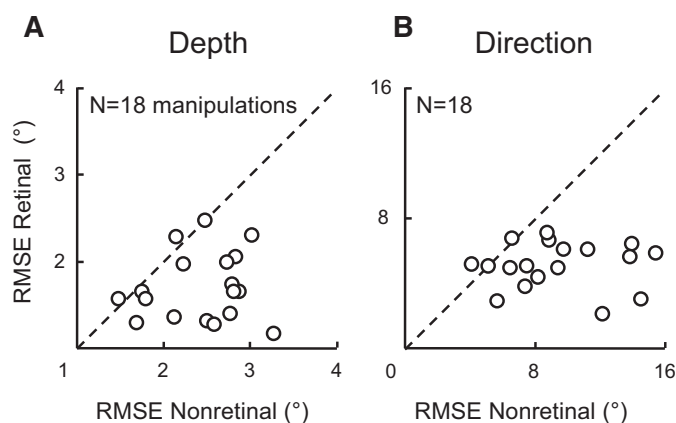 A
Depth
4
N=18 manipulations
3
2
RMSE Retinal (°)
1
2
3
4
RMSE Nonretinal (°)
B
Direction
16
N=18
8
0
8
16
RMSE Nonretinal (°)